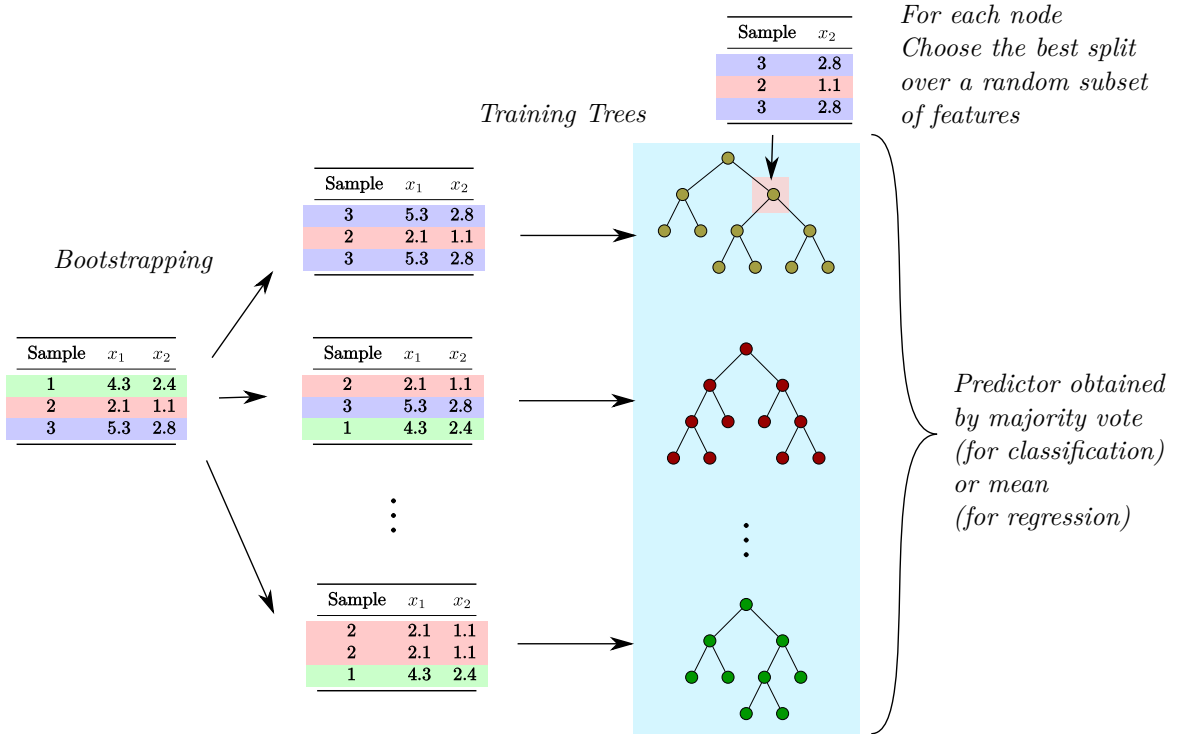 Bootstrapping
Sample x₁ x₂
1 4.3 2.4
2 2.1 1.1
3 5.3 2.8
Sample x₁ x₂
3 5.3 2.8
2 2.1 1.1
3 5.3 2.8
Sample x₁ x₂
2 2.1 1.1
3 5.3 2.8
1 4.3 2.4
Sample x₁ x₂
2 2.1 1.1
2 2.1 1.1
1 4.3 2.4
Training Trees
Sample x₂
3 2.8
2 1.1
3 2.8
For each node
Choose the best split
over a random subset
of features
Predictor obtained
by majority vote
(for classification)
or mean
(for regression)